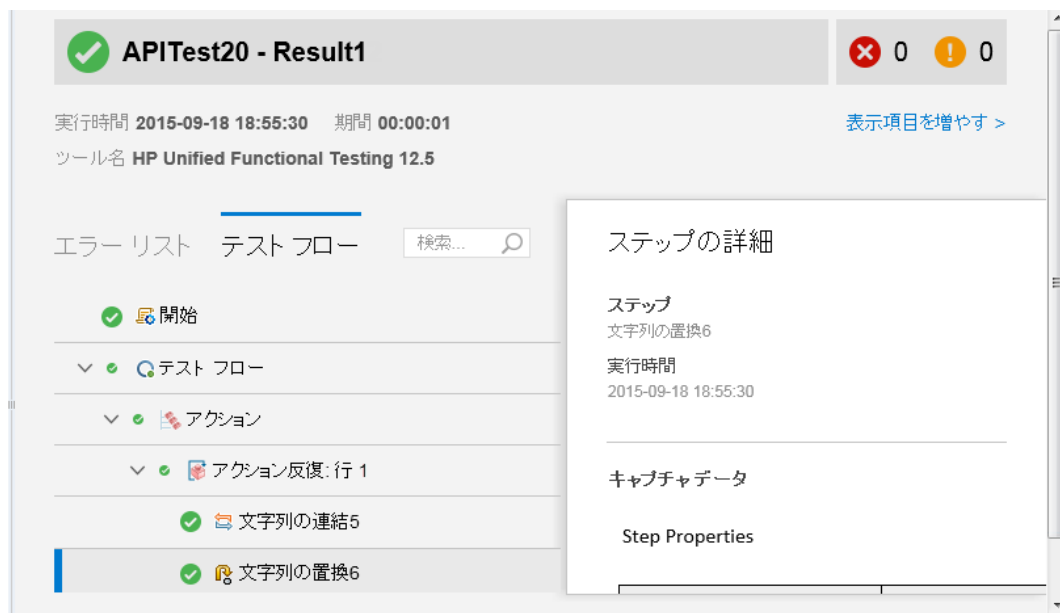 APITest20 - Result1
0 0
実行時間 2015-09-18 18:55:30 期間 00:00:01
表示項目を増やす >
ツール名 HP Unified Functional Testing 12.5
エラー リスト テスト フロー 検索...
開始
テスト フロー
アクション
アクション反復: 行 1
文字列の連結5
文字列の置換6
ステップの詳細
ステップ
文字列の置換6
実行時間
2015-09-18 18:55:30
キャプチャ データ
Step Properties